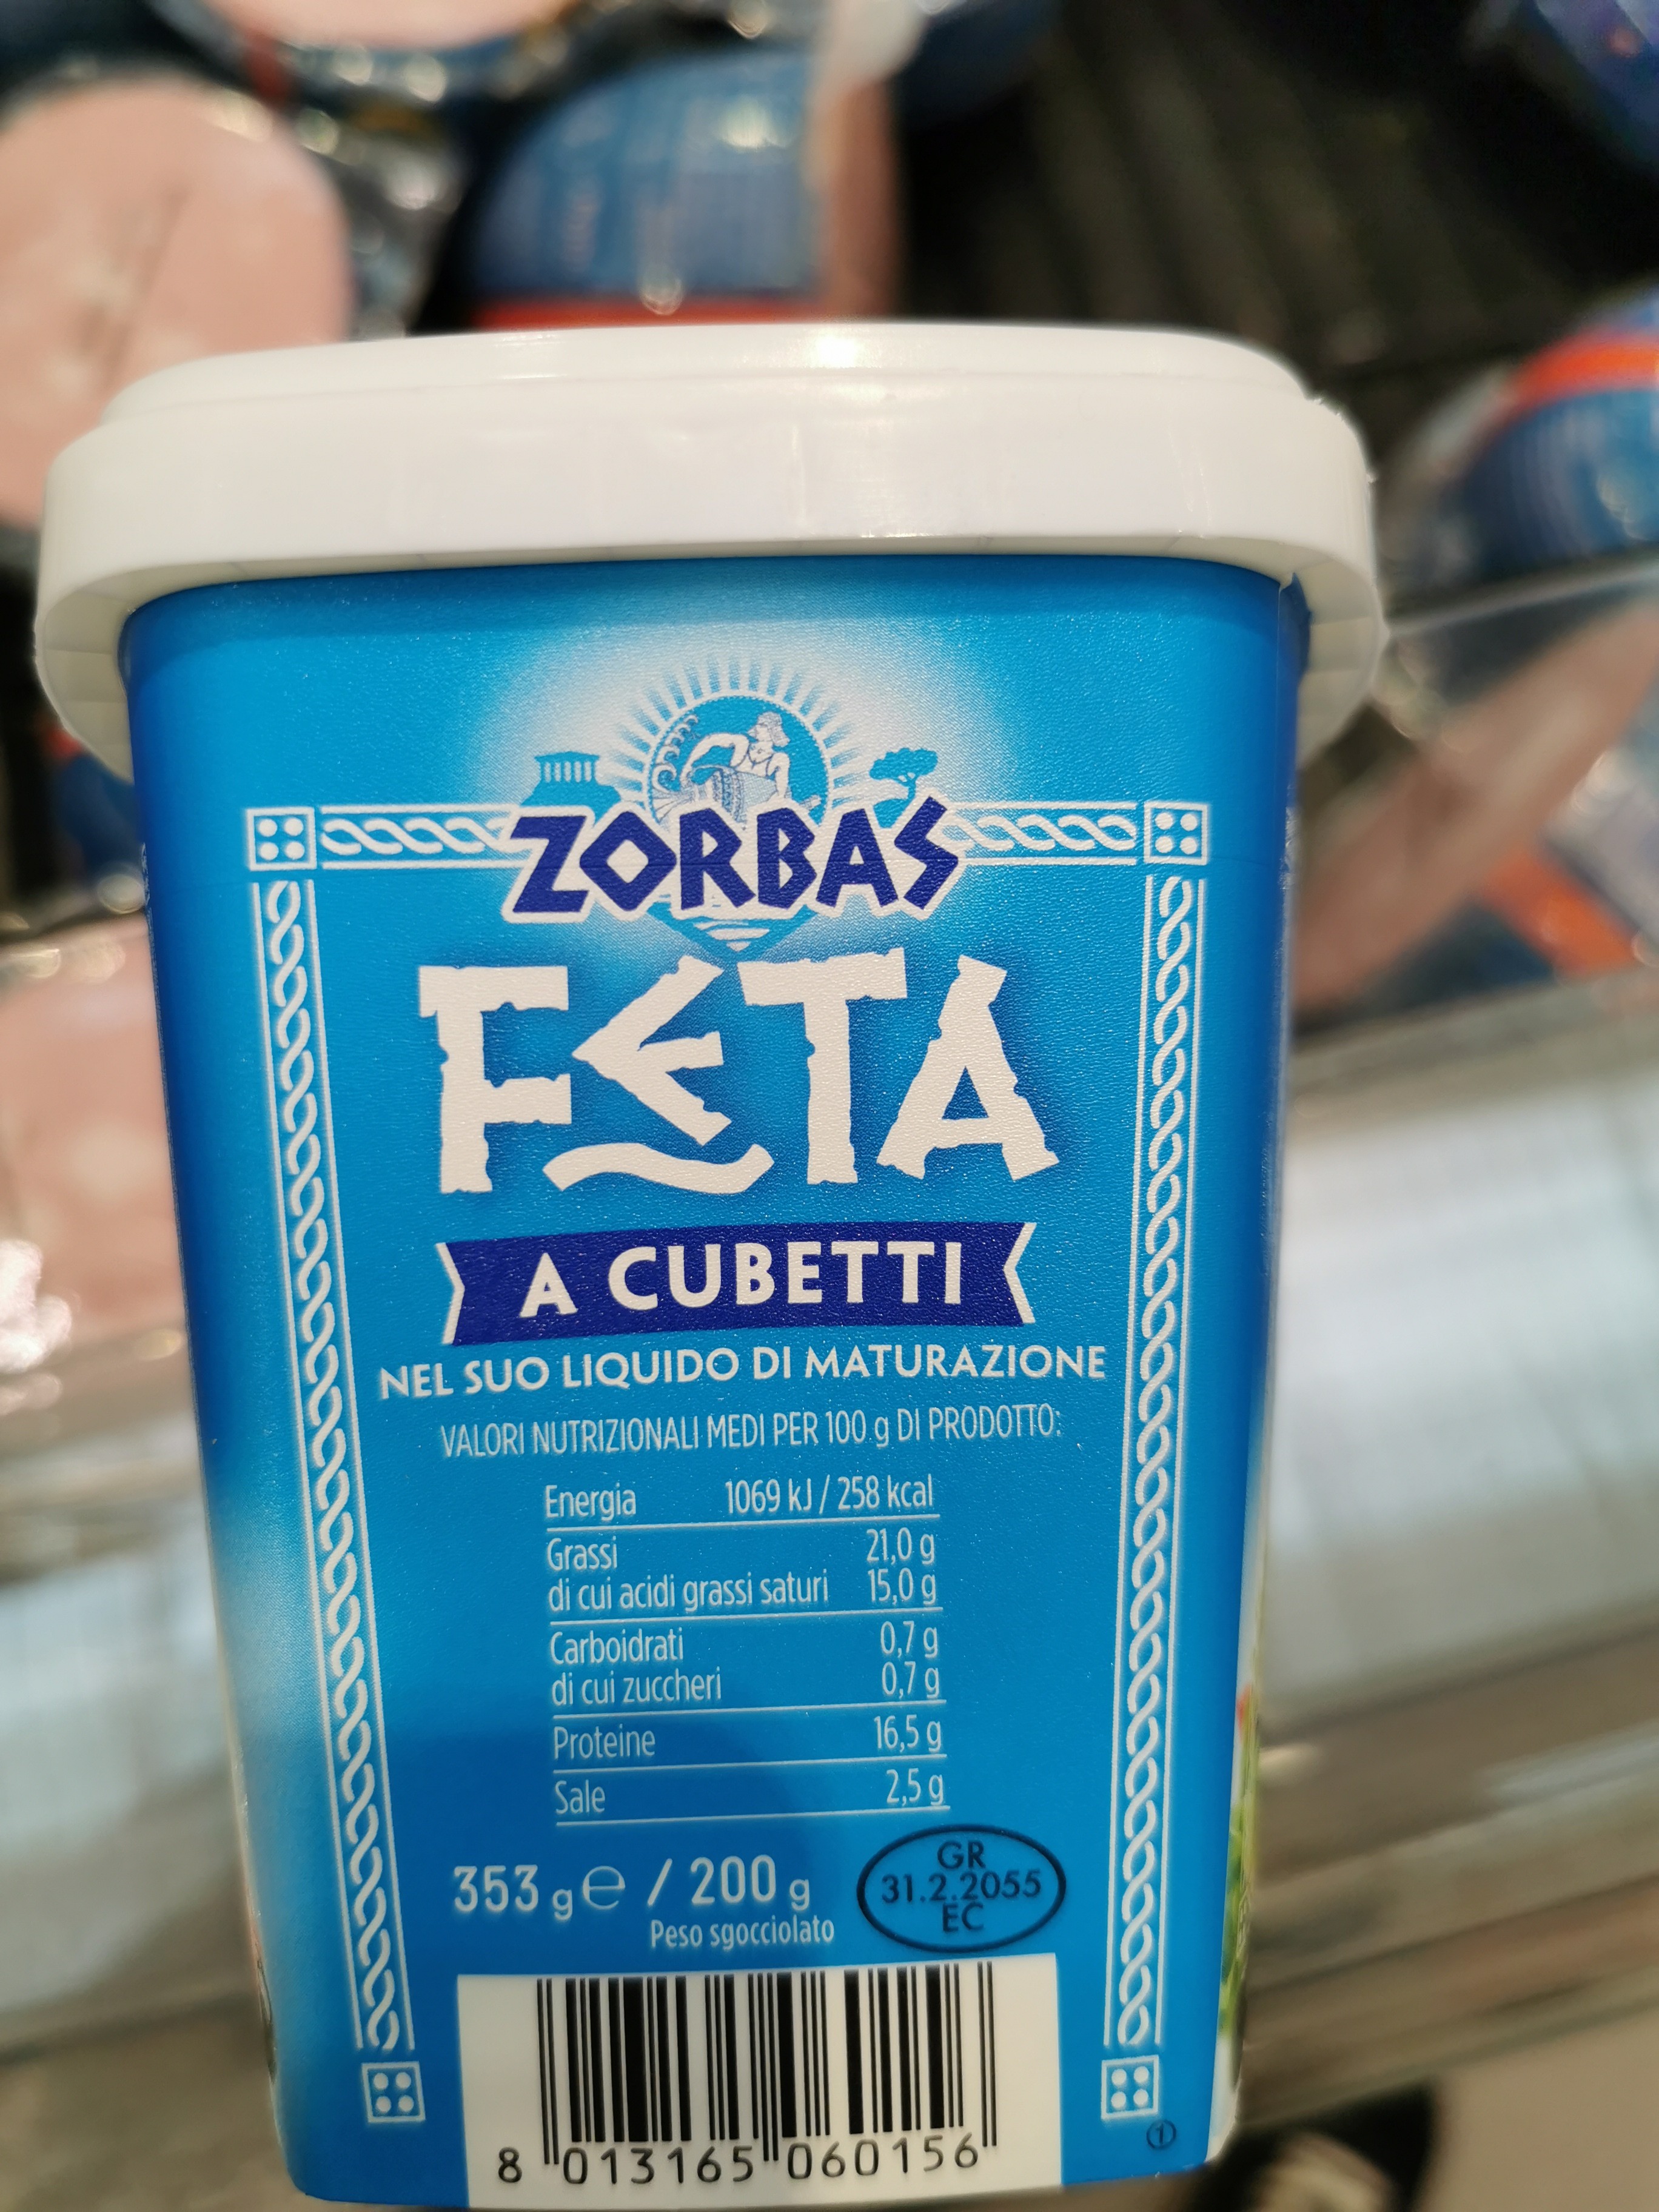 ZORBAS
FETA
A CUBETTI
NEL SUO LIQUIDO DI MATURAZIONE
VALORI NUTRIZIONALI MEDI PER 100 g DI PRODOTTO:
Energia 1069 kJ / 258 kcal
Grassi 21,0 g
di cui acidi grassi saturi 15,0 g
Carboidrati 0,7 g
di cui zuccheri 0,7 g
Proteine 16,5 g
Sale 2,5 g
353 g ℮ / 200 g
Peso sgocciolato
GR
31.2.2055
EC
8 013165 060156
1